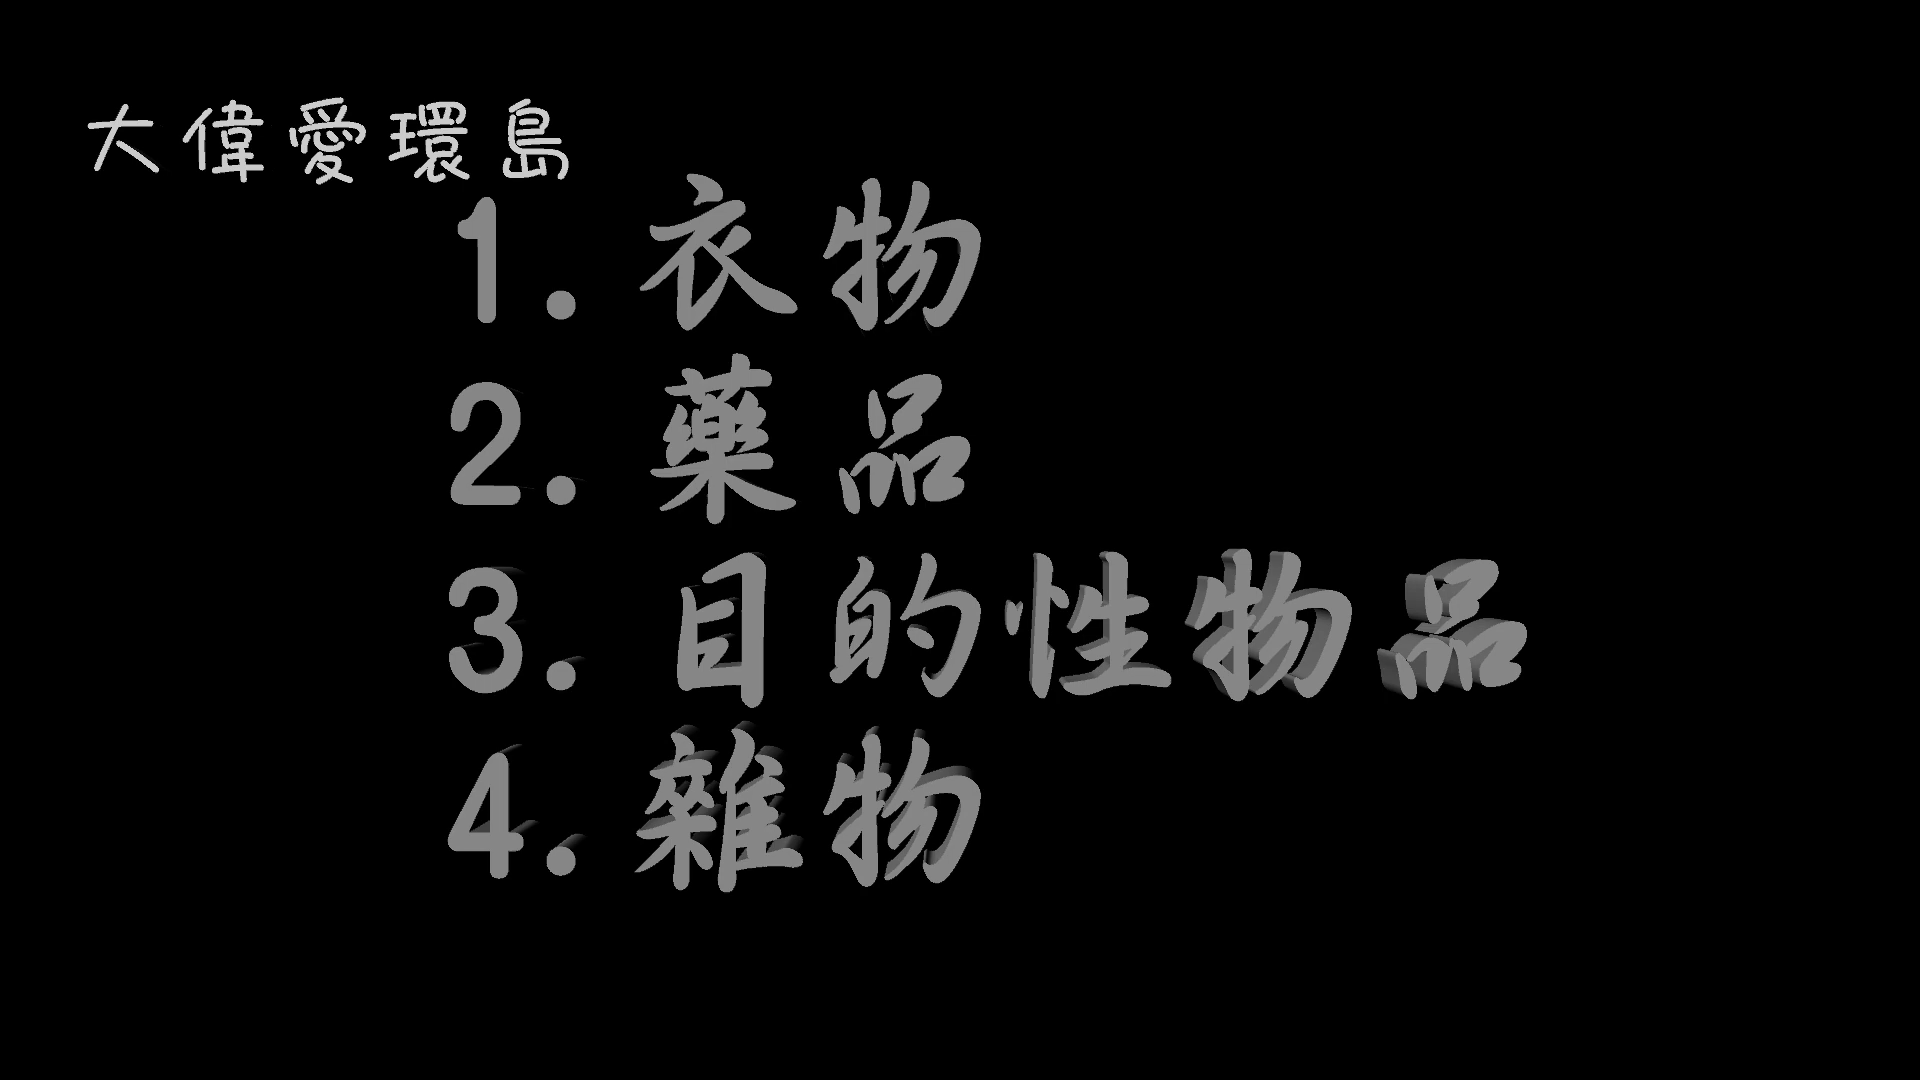 大偉愛環島
1. 衣物
2. 藥品
3. 目的性物品
4. 雜物